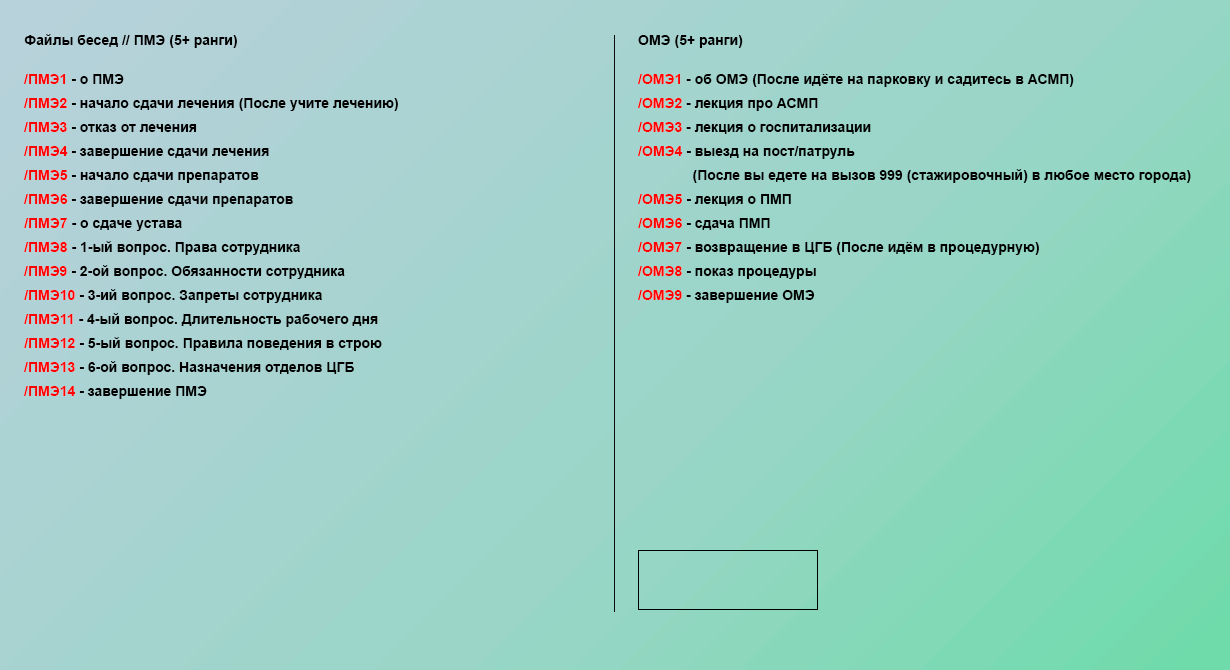 Файлы бесед // ПМЭ (5+ ранги)
/ПМЭ1 - о ПМЭ
/ПМЭ2 - начало сдачи лечения (После учите лечению)
/ПМЭ3 - отказ от лечения
/ПМЭ4 - завершение сдачи лечения
/ПМЭ5 - начало сдачи препаратов
/ПМЭ6 - завершение сдачи препаратов
/ПМЭ7 - о сдаче устава
/ПМЭ8 - 1-ый вопрос. Права сотрудника
/ПМЭ9 - 2-ой вопрос. Обязанности сотрудника
/ПМЭ10 - 3-ий вопрос. Запреты сотрудника
/ПМЭ11 - 4-ый вопрос. Длительность рабочего дня
/ПМЭ12 - 5-ый вопрос. Правила поведения в строю
/ПМЭ13 - 6-ой вопрос. Назначения отделов ЦГБ
/ПМЭ14 - завершение ПМЭ
ОМЭ (5+ ранги)
/ОМЭ1 - об ОМЭ (После идёте на парковку и садитесь в АСМП)
/ОМЭ2 - лекция про АСМП
/ОМЭ3 - лекция о госпитализации
/ОМЭ4 - выезд на пост/патруль
(После вы едете на вызов 999 (стажировочный) в любое место города)
/ОМЭ5 - лекция о ПМП
/ОМЭ6 - сдача ПМП
/ОМЭ7 - возвращение в ЦГБ (После идём в процедурную)
/ОМЭ8 - показ процедуры
/ОМЭ9 - завершение ОМЭ